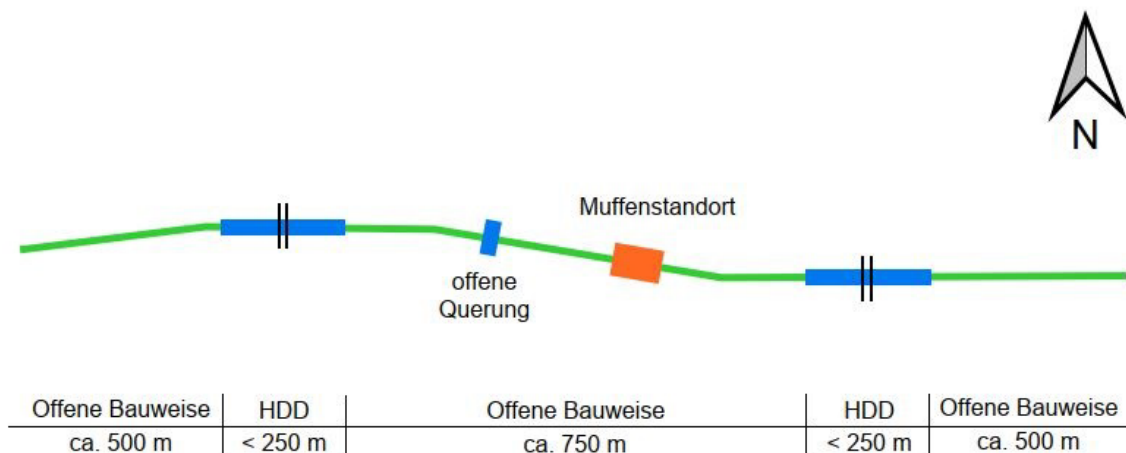 N
Muffenstandort
offene
Querung
Offene Bauweise HDD Offene Bauweise HDD Offene Bauweise
ca. 500 m < 250 m ca. 750 m < 250 m ca. 500 m